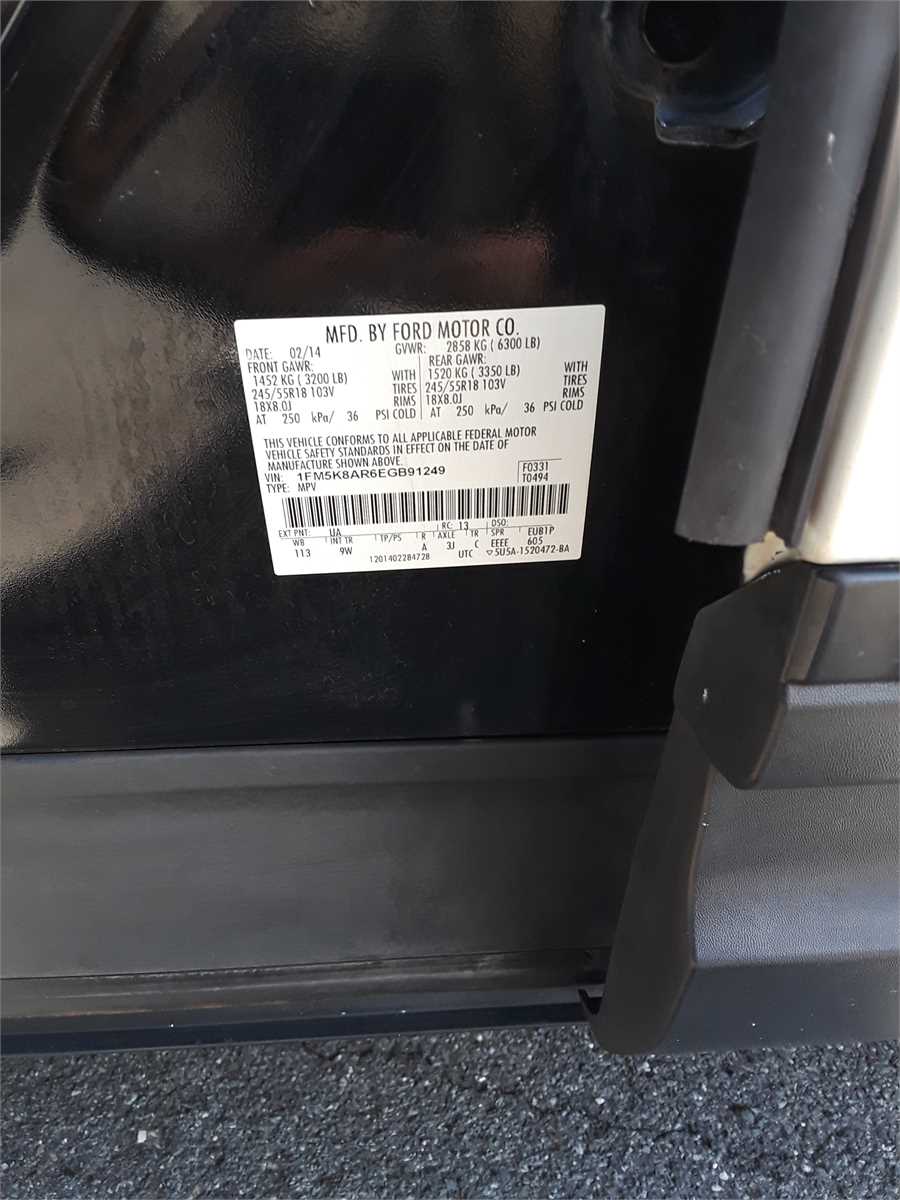 MFD. BY FORD MOTOR CO.
DATE: 02/14 GVWR: 2858 KG ( 6300 LB)
FRONT GAWR: REAR GAWR:
1452 KG ( 3200 LB) WITH 1520 KG ( 3350 LB) WITH
245/55R18 103V TIRES 245/55R18 103V TIRES
18X8.0J RIMS 18X8.0J RIMS
AT 250 kPa/ 36 PSI COLD AT 250 kPa/ 36 PSI COLD
THIS VEHICLE CONFORMS TO ALL APPLICABLE FEDERAL MOTOR
VEHICLE SAFETY STANDARDS IN EFFECT ON THE DATE OF
MANUFACTURE SHOWN ABOVE.
VIN: 1FM5K8AR6EGB91249 F0331
TYPE: MPV T0494
EXT PNT: UA RC: 13 DSO:
WB INT TR TP/PS R AXLE TR SPR EUB1P
113 9W A 3J C EEEE 605
1201402284728 UTC ▽5U5A-1520472-BA